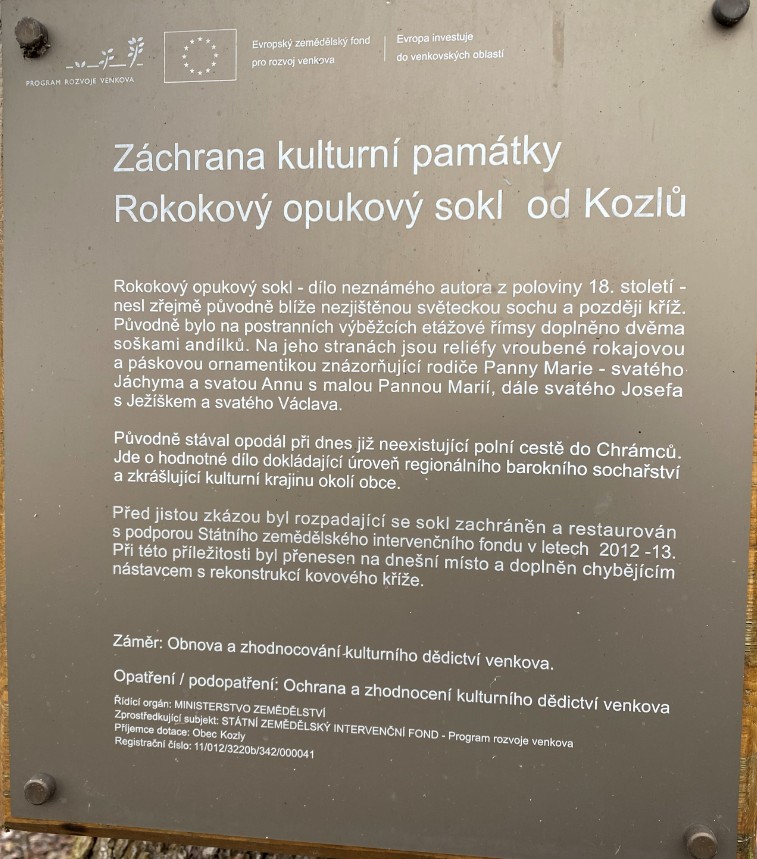 PROGRAM ROZVOJE VENKOVA
Evropský zemědělský fond
pro rozvoj venkova
Evropa investuje
do venkovských oblastí
Záchrana kulturní památky
Rokokový opukový sokl od Kozlů
Rokokový opukový sokl - dílo neznámého autora z poloviny 18. století -
nesl zřejmě původně blíže nezjištěnou světeckou sochu a později kříž.
Původně bylo na postranních výběžcích etážové římsy doplněno dvěma
soškami andílků. Na jeho stranách jsou reliéfy vroubené rokajovou
a páskovou ornamentikou znázorňující rodiče Panny Marie - svatého
Jáchyma a svatou Annu s malou Pannou Marií, dále svatého Josefa
s Ježíškem a svatého Václava.
Původně stával opodál při dnes již neexistující polní cestě do Chrámců.
Jde o hodnotné dílo dokládající úroveň regionálního barokního sochařství
a zkrášlující kulturní krajinu okolí obce.
Před jistou zkázou byl rozpadající se sokl zachráněn a restaurován
s podporou Státního zemědělského intervenčního fondu v letech 2012 -13.
Při této příležitosti byl přenesen na dnešní místo a doplněn chybějícím
nástavcem s rekonstrukcí kovového kříže.
Záměr: Obnova a zhodnocování kulturního dědictví venkova.
Opatření / podopatření: Ochrana a zhodnocení kulturního dědictví venkova
Řídící orgán: MINISTERSTVO ZEMĚDĚLSTVÍ
Zprostředkující subjekt: STÁTNÍ ZEMĚDĚLSKÝ INTERVENČNÍ FOND - Program rozvoje venkova
Příjemce dotace: Obec Kozly
Registrační číslo: 11/012/3220b/342/000041